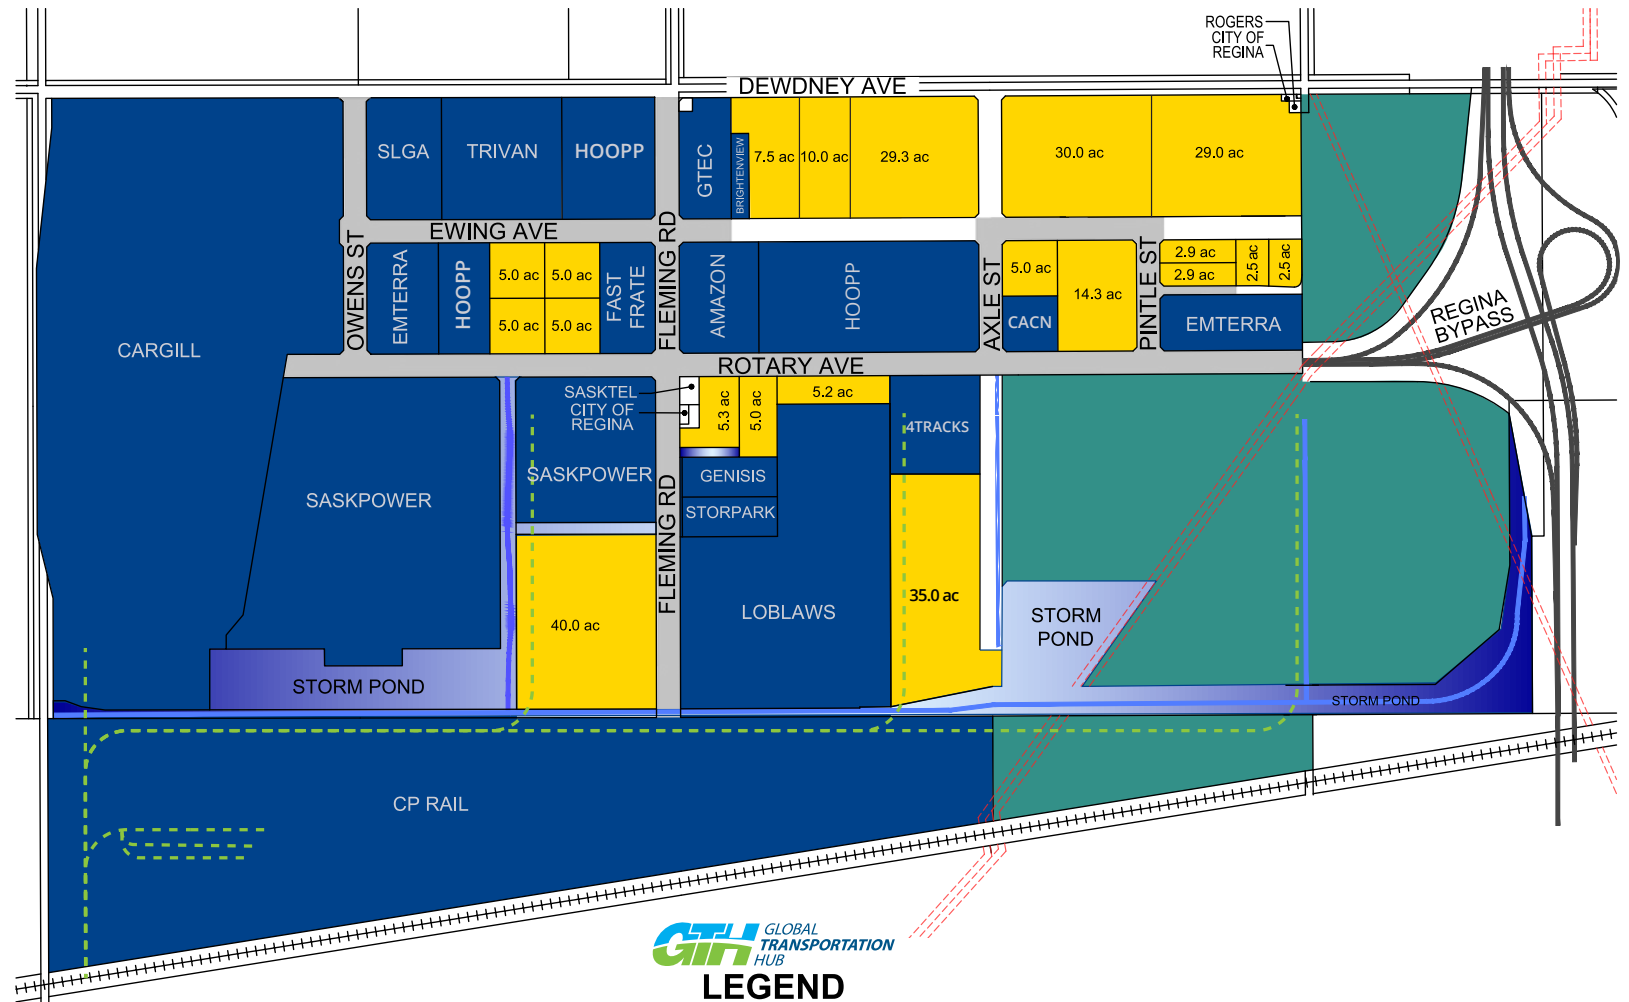 ROGERS
CITY OF
REGINA
DEWDNEY AVE
SLGA
TRIVAN
HOOPP
GTEC
BRIGHTENVIEW
7.5 ac
10.0 ac
29.3 ac
30.0 ac
29.0 ac
EWING AVE
OWENS ST
FLEMING RD
AXLE ST
PINTLE ST
EMTERRA
HOOPP
5.0 ac
5.0 ac
5.0 ac
5.0 ac
FAST
FRATE
AMAZON
HOOPP
5.0 ac
CACN
14.3 ac
2.9 ac
2.9 ac
2.5 ac
2.5 ac
EMTERRA
REGINA
BYPASS
CARGILL
ROTARY AVE
SASKTEL
CITY OF
REGINA
5.3 ac
5.0 ac
5.2 ac
4TRACKS
SASKPOWER
SASKPOWER
GENISIS
STORPARK
FLEMING RD
40.0 ac
LOBLAWS
35.0 ac
STORM
POND
STORM POND
STORM POND
CP RAIL
GTH
GLOBAL
TRANSPORTATION
HUB
LEGEND